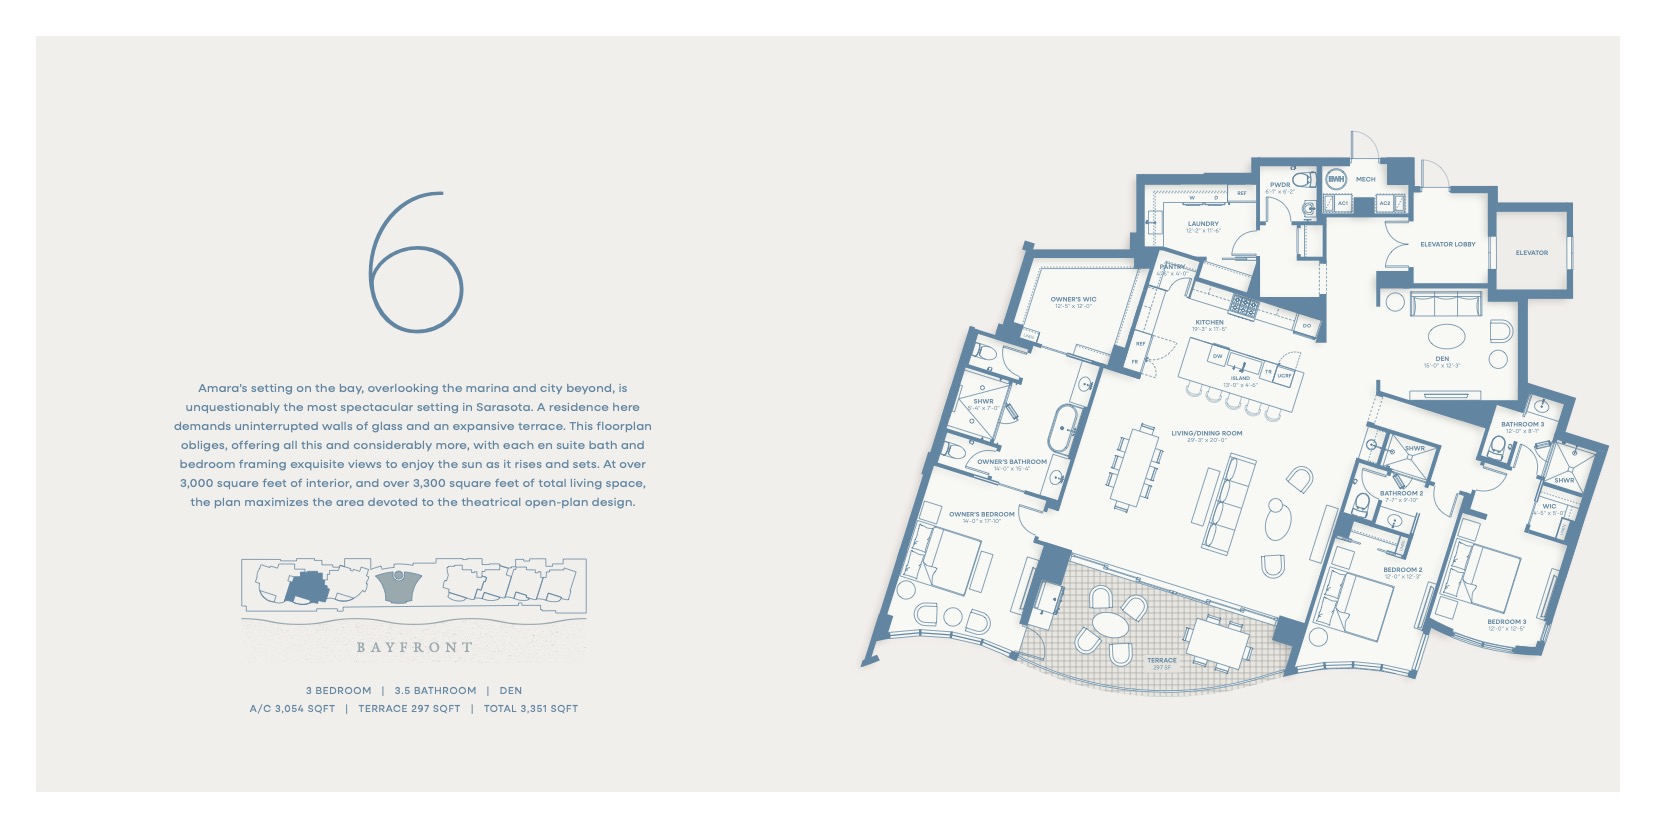 6
Amara's setting on the bay, overlooking the marina and city beyond, is
unquestionably the most spectacular setting in Sarasota. A residence here
demands uninterrupted walls of glass and an expansive terrace. This floorplan
obliges, offering all this and considerably more, with each en suite bath and
bedroom framing exquisite views to enjoy the sun as it rises and sets. At over
3,000 square feet of interior, and over 3,300 square feet of total living space,
the plan maximizes the area devoted to the theatrical open-plan design.
BAYFRONT
3 BEDROOM | 3.5 BATHROOM | DEN
A/C 3,054 SQFT | TERRACE 297 SQFT | TOTAL 3,351 SQFT
PWDR
6'-1" x 6'-2"
EWH
MECH
AC1
AC2
W
D
REF
LAUNDRY
12'-2" x 11'-6"
ELEVATOR LOBBY
ELEVATOR
PANTRY
OWNER'S WIC
12'-5" x 12'-0"
KITCHEN
19'-3" x 11'-5"
DO
REF
FR
DW
ISLAND
13'-0" x 4'-6"
TR
UCRF
DEN
15'-0" x 12'-3"
SHWR
5'-4" x 7'-0"
LIVING/DINING ROOM
29'-3" x 20'-0"
BATHROOM 3
12'-0" x 8'-1"
SHWR
OWNER'S BATHROOM
14'-0" x 15'-4"
SHWR
BATHROOM 2
7'-7" x 9'-10"
WIC
OWNER'S BEDROOM
14'-0" x 17'-10"
BEDROOM 2
12'-0" x 12'-3"
BEDROOM 3
12'-0" x 12'-5"
TERRACE
297 SF